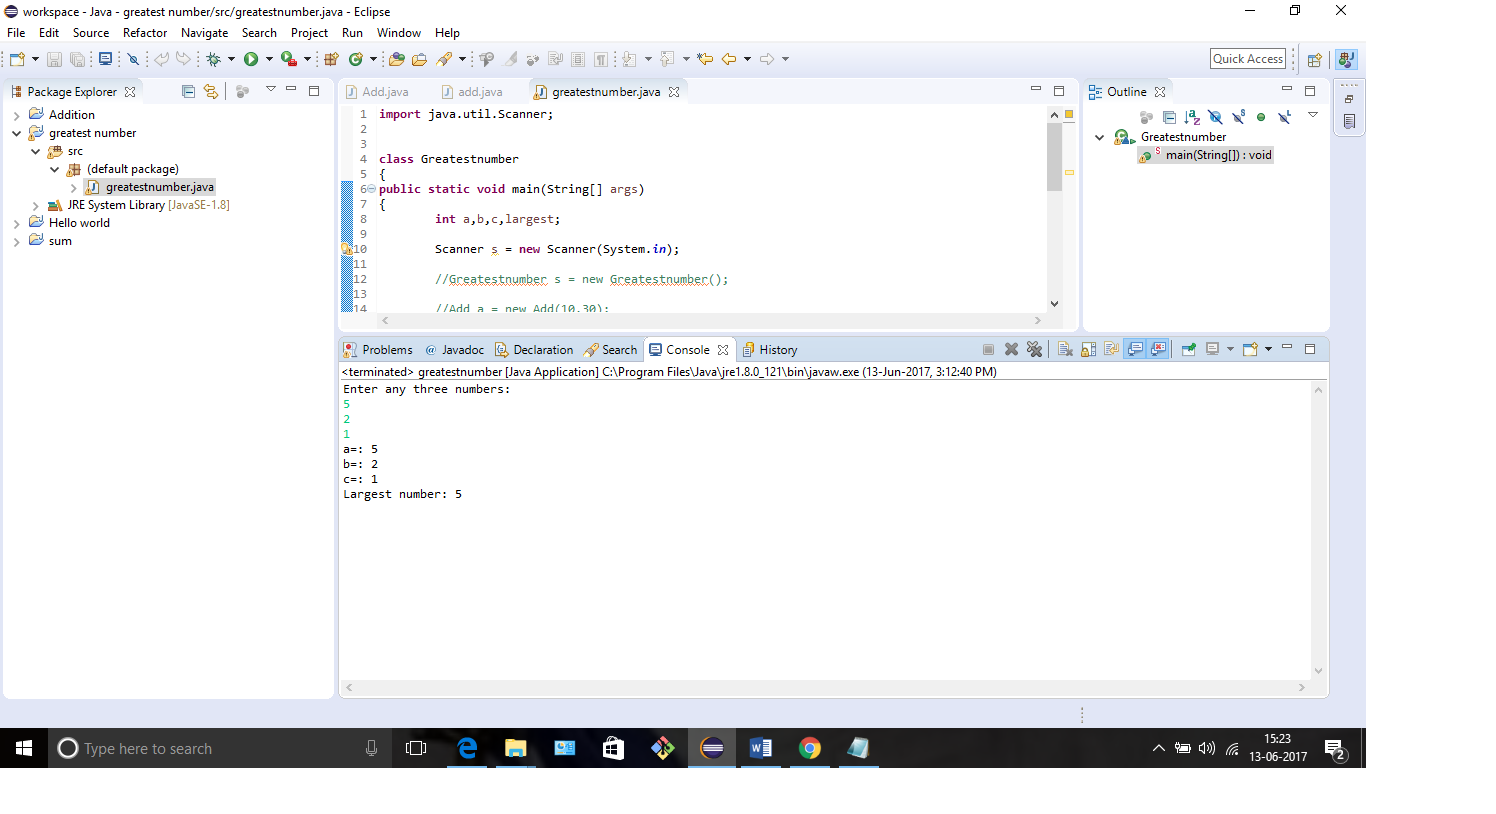 workspace - Java - greatest number/src/greatestnumber.java - Eclipse
File Edit Source Refactor Navigate Search Project Run Window Help
Quick Access
Package Explorer
Addition
greatest number
src
(default package)
greatestnumber.java
JRE System Library [JavaSE-1.8]
Hello world
sum
Add.java add.java greatestnumber.java
1 import java.util.Scanner;
2
3
4 class Greatestnumber
5 {
6 public static void main(String[] args)
7 {
8 int a,b,c,largest;
9
10 Scanner s = new Scanner(System.in);
11
12 //Greatestnumber s = new Greatestnumber();
13
14 //Add a = new Add(10,30);
Outline
Greatestnumber
main(String[]) : void
Problems Javadoc Declaration Search Console History
<terminated> greatestnumber [Java Application] C:\Program Files\Java\jre1.8.0_121\bin\javaw.exe (13-Jun-2017, 3:12:40 PM)
Enter any three numbers:
5
2
1
a=: 5
b=: 2
c=: 1
Largest number: 5
Type here to search
15:23
13-06-2017
2